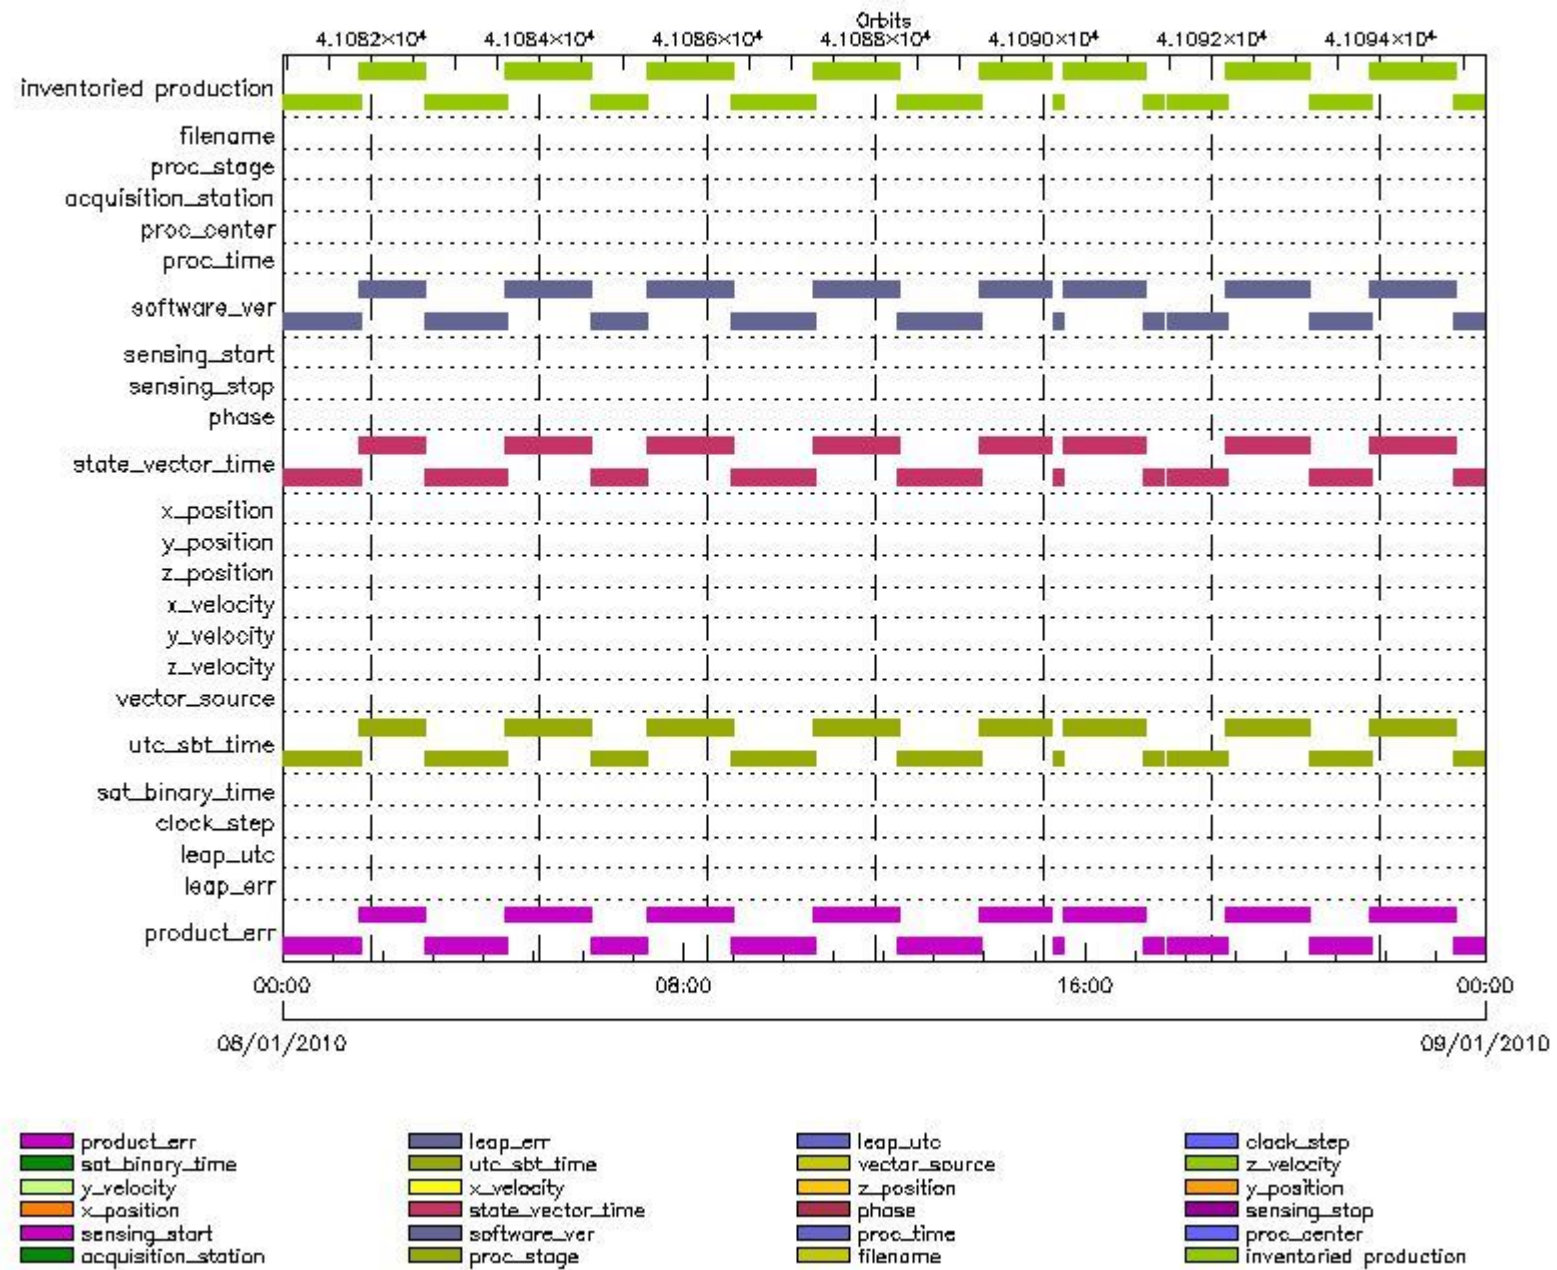 Orbits
4.1082×10⁴ 4.1084×10⁴ 4.1086×10⁴ 4.1088×10⁴ 4.1090×10⁴ 4.1092×10⁴ 4.1094×10⁴
inventoried production
filename
proc_stage
acquisition_station
proc_center
proc_time
software_ver
sensing_start
sensing_stop
phase
state_vector_time
x_position
y_position
z_position
x_velocity
y_velocity
z_velocity
vector_source
utc_sbt_time
sat_binary_time
clock_step
leap_utc
leap_err
product_err
00:00 08:00 16:00 00:00
08/01/2010 09/01/2010
product_err leap_err leap_utc clock_step
sat_binary_time utc_sbt_time vector_source z_velocity
y_velocity x_velocity z_position y_position
x_position state_vector_time phase sensing_stop
sensing_start software_ver proc_time proc_center
acquisition_station proc_stage filename inventoried production